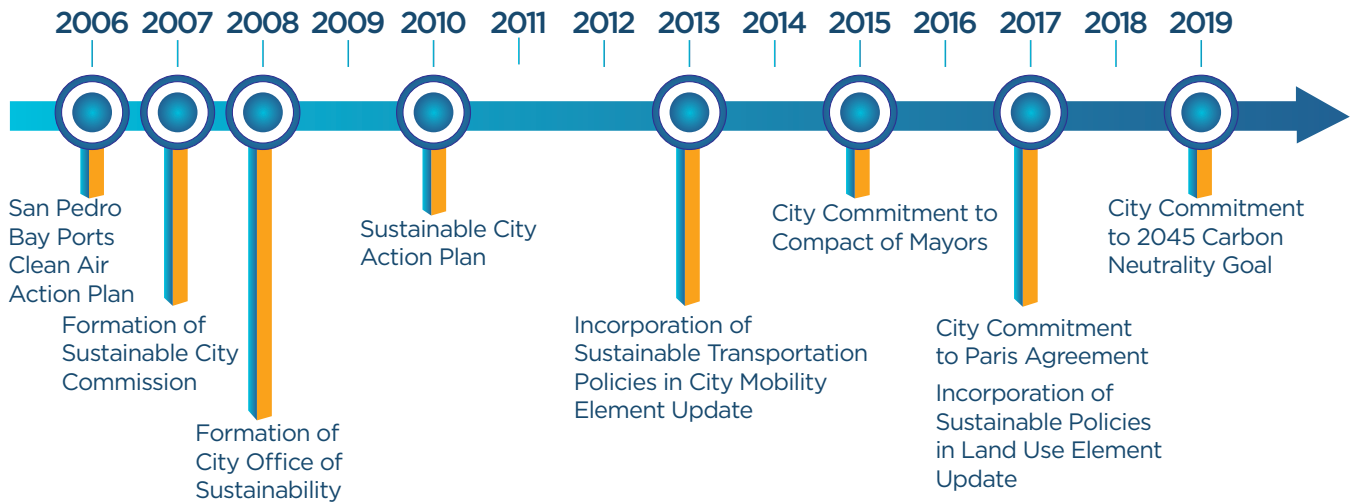 2006 2007 2008 2009 2010 2011 2012 2013 2014 2015 2016 2017 2018 2019
San Pedro
Bay Ports
Clean Air
Action Plan
Formation of
Sustainable City
Commission
Formation of
City Office of
Sustainability
Sustainable City
Action Plan
Incorporation of
Sustainable Transportation
Policies in City Mobility
Element Update
City Commitment to
Compact of Mayors
City Commitment
to Paris Agreement
Incorporation of
Sustainable Policies
in Land Use Element
Update
City Commitment
to 2045 Carbon
Neutrality Goal